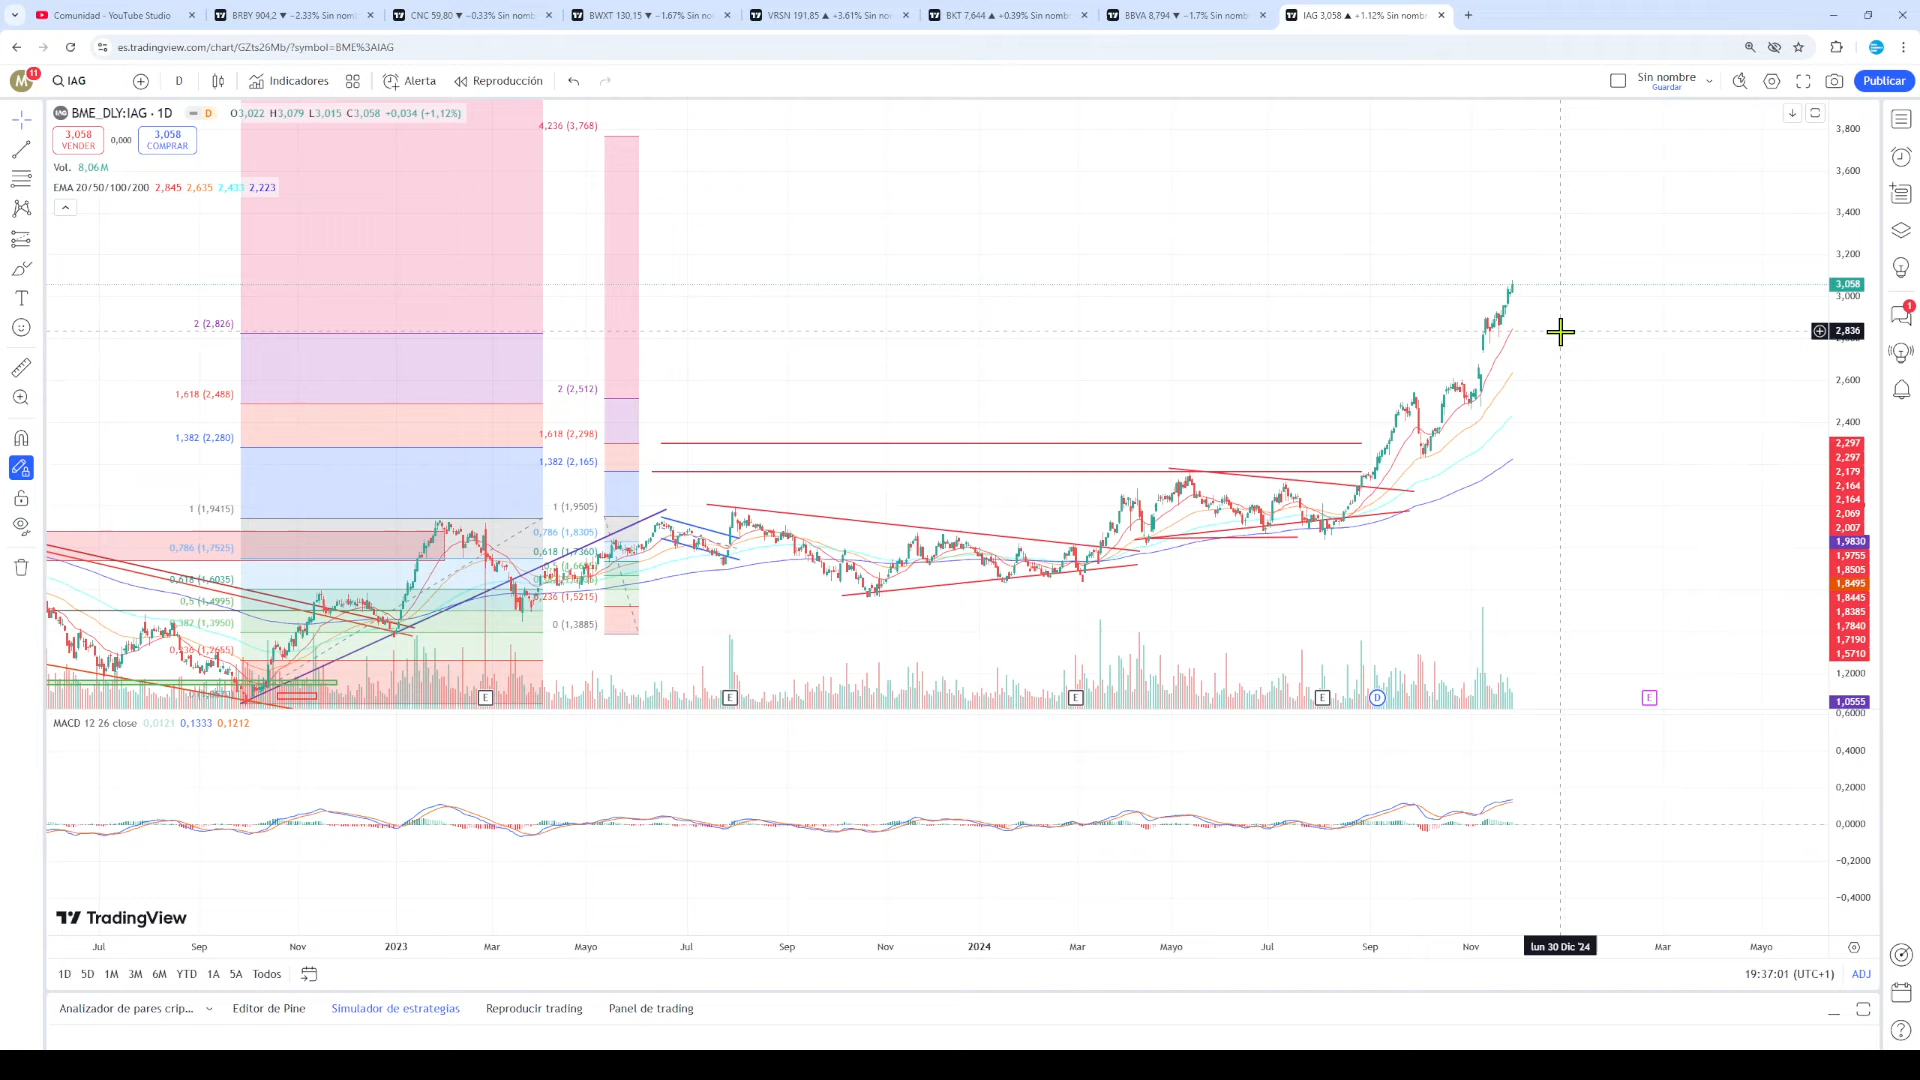 Comunidad - YouTube Studio
BRBY 904,2 ▼ −2.33% Sin nomb
CNC 59,80 ▼ −0.33% Sin nomb
BWXT 130,15 ▼ −1.67% Sin nomb
VRSN 191,85 ▲ +3.61% Sin nomb
BKT 7,644 ▲ +0.39% Sin nombr
BBVA 8,794 ▼ −1.7% Sin nombr
IAG 3,058 ▲ +1.12% Sin nombr
es.tradingview.com/chart/GZts26Mb/?symbol=BME%3AIAG
M
11
IAG
D
Indicadores
Alerta
Reproducción
Sin nombre
Guardar
Publicar
BME_DLY:IAG · 1D
D
O3,022 H3,079 L3,015 C3,058 +0,034 (+1,12%)
3,058
VENDER
0,000
3,058
COMPRAR
Vol. 8,06M
EMA 20/50/100/200 2,845 2,635 2,433 2,223
4,236 (3,768)
2 (2,826)
1,618 (2,488)
1,382 (2,280)
1 (1,9415)
0,786 (1,7525)
0,618 (1,6035)
0,5 (1,4995)
0,382 (1,3950)
0,236 (1,2655)
2 (2,512)
1,618 (2,298)
1,382 (2,165)
1 (1,9505)
0,786 (1,8305)
0,618 (1,7360)
0,236 (1,5215)
0 (1,3885)
3,800
3,600
3,400
3,200
3,058
3,000
2,836
2,600
2,400
2,297
2,297
2,179
2,164
2,164
2,069
2,007
1,9830
1,9755
1,8505
1,8495
1,8445
1,8385
1,7840
1,7190
1,5710
1,2000
1,0555
1
E
E
E
E
D
E
MACD 12 26 close 0,0121 0,1333 0,1212
0,6000
0,4000
0,2000
0,0000
−0,2000
−0,4000
TradingView
Jul
Sep
Nov
2023
Mar
Mayo
Jul
Sep
Nov
2024
Mar
Mayo
Jul
Sep
Nov
lun 30 Dic '24
Mar
Mayo
1D 5D 1M 3M 6M YTD 1A 5A Todos
19:37:01 (UTC+1)
ADJ
Analizador de pares crip...
Editor de Pine
Simulador de estrategias
Reproducir trading
Panel de trading